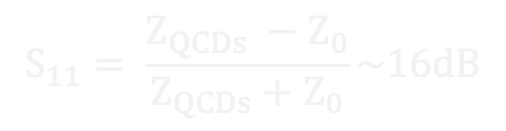 S₁₁ = (Z_QCDs − Z₀) / (Z_QCDs + Z₀) ~16dB